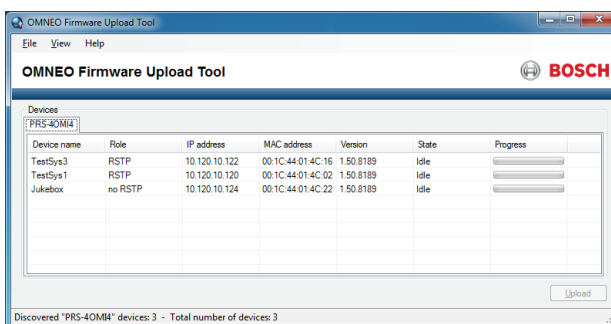 OMNEO Firmware Upload Tool
File View Help
OMNEO Firmware Upload Tool BOSCH
Devices
PRS-4OMI4
Device name Role IP address MAC address Version State Progress
TestSys3 RSTP 10.120.10.122 00:1C:44:01:4C:16 1.50.8189 Idle
TestSys1 RSTP 10.120.10.120 00:1C:44:01:4C:02 1.50.8189 Idle
Jukebox no RSTP 10.120.10.124 00:1C:44:01:4C:22 1.50.8189 Idle
Upload
Discovered "PRS-4OMI4" devices: 3 - Total number of devices: 3